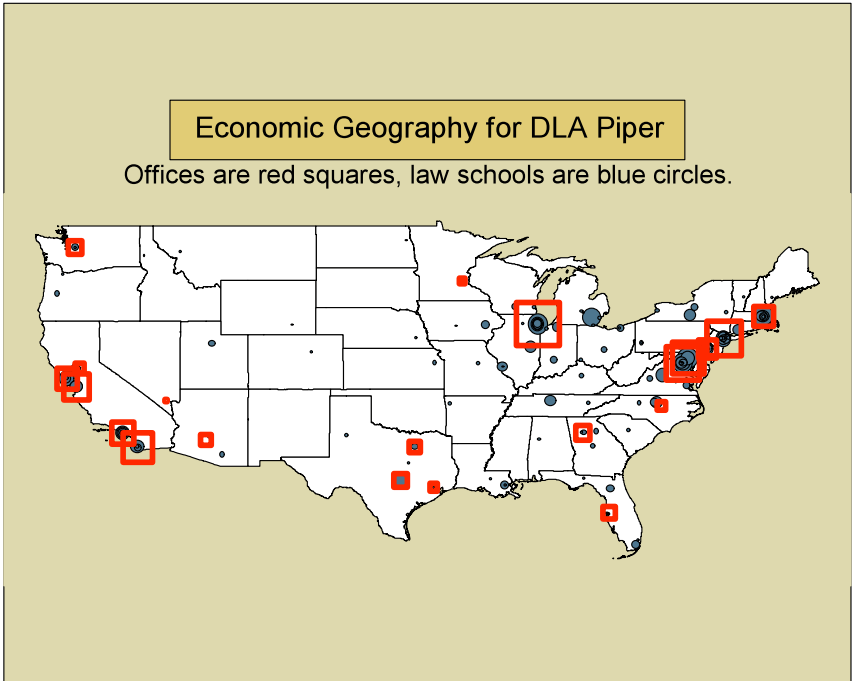 Economic Geography for DLA Piper
Offices are red squares, law schools are blue circles.